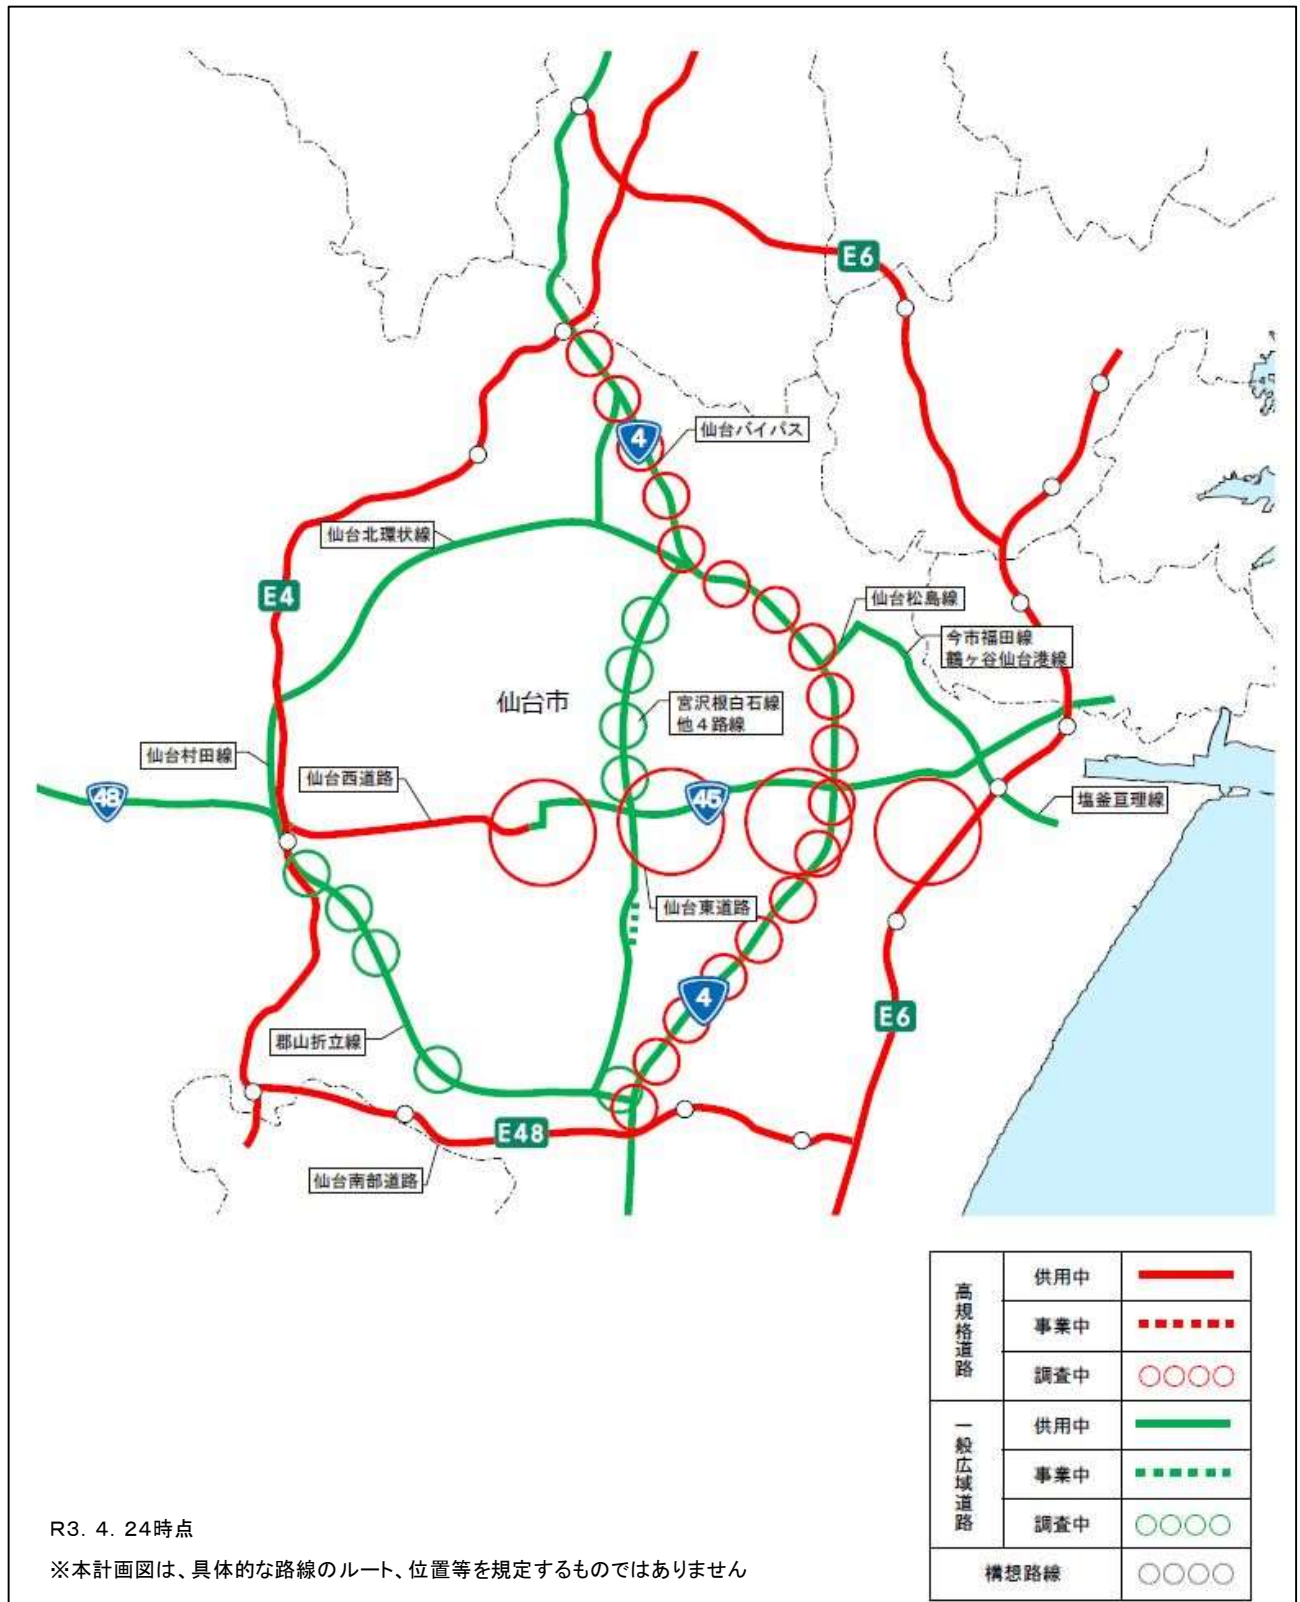 E6
4
仙台バイパス
仙台北環状線
E4
仙台松島線
今市福田線
鶴ヶ谷仙台港線
仙台市
宮沢根白石線
他4路線
仙台村田線
仙台西道路
48
45
塩釜亘理線
仙台東道路
4
E6
郡山折立線
E48
仙台南部道路
高規格道路
供用中
事業中
調査中
一般広域道路
供用中
事業中
調査中
構想路線
R3.4.24時点
※本計画図は、具体的な路線のルート、位置等を規定するものではありません